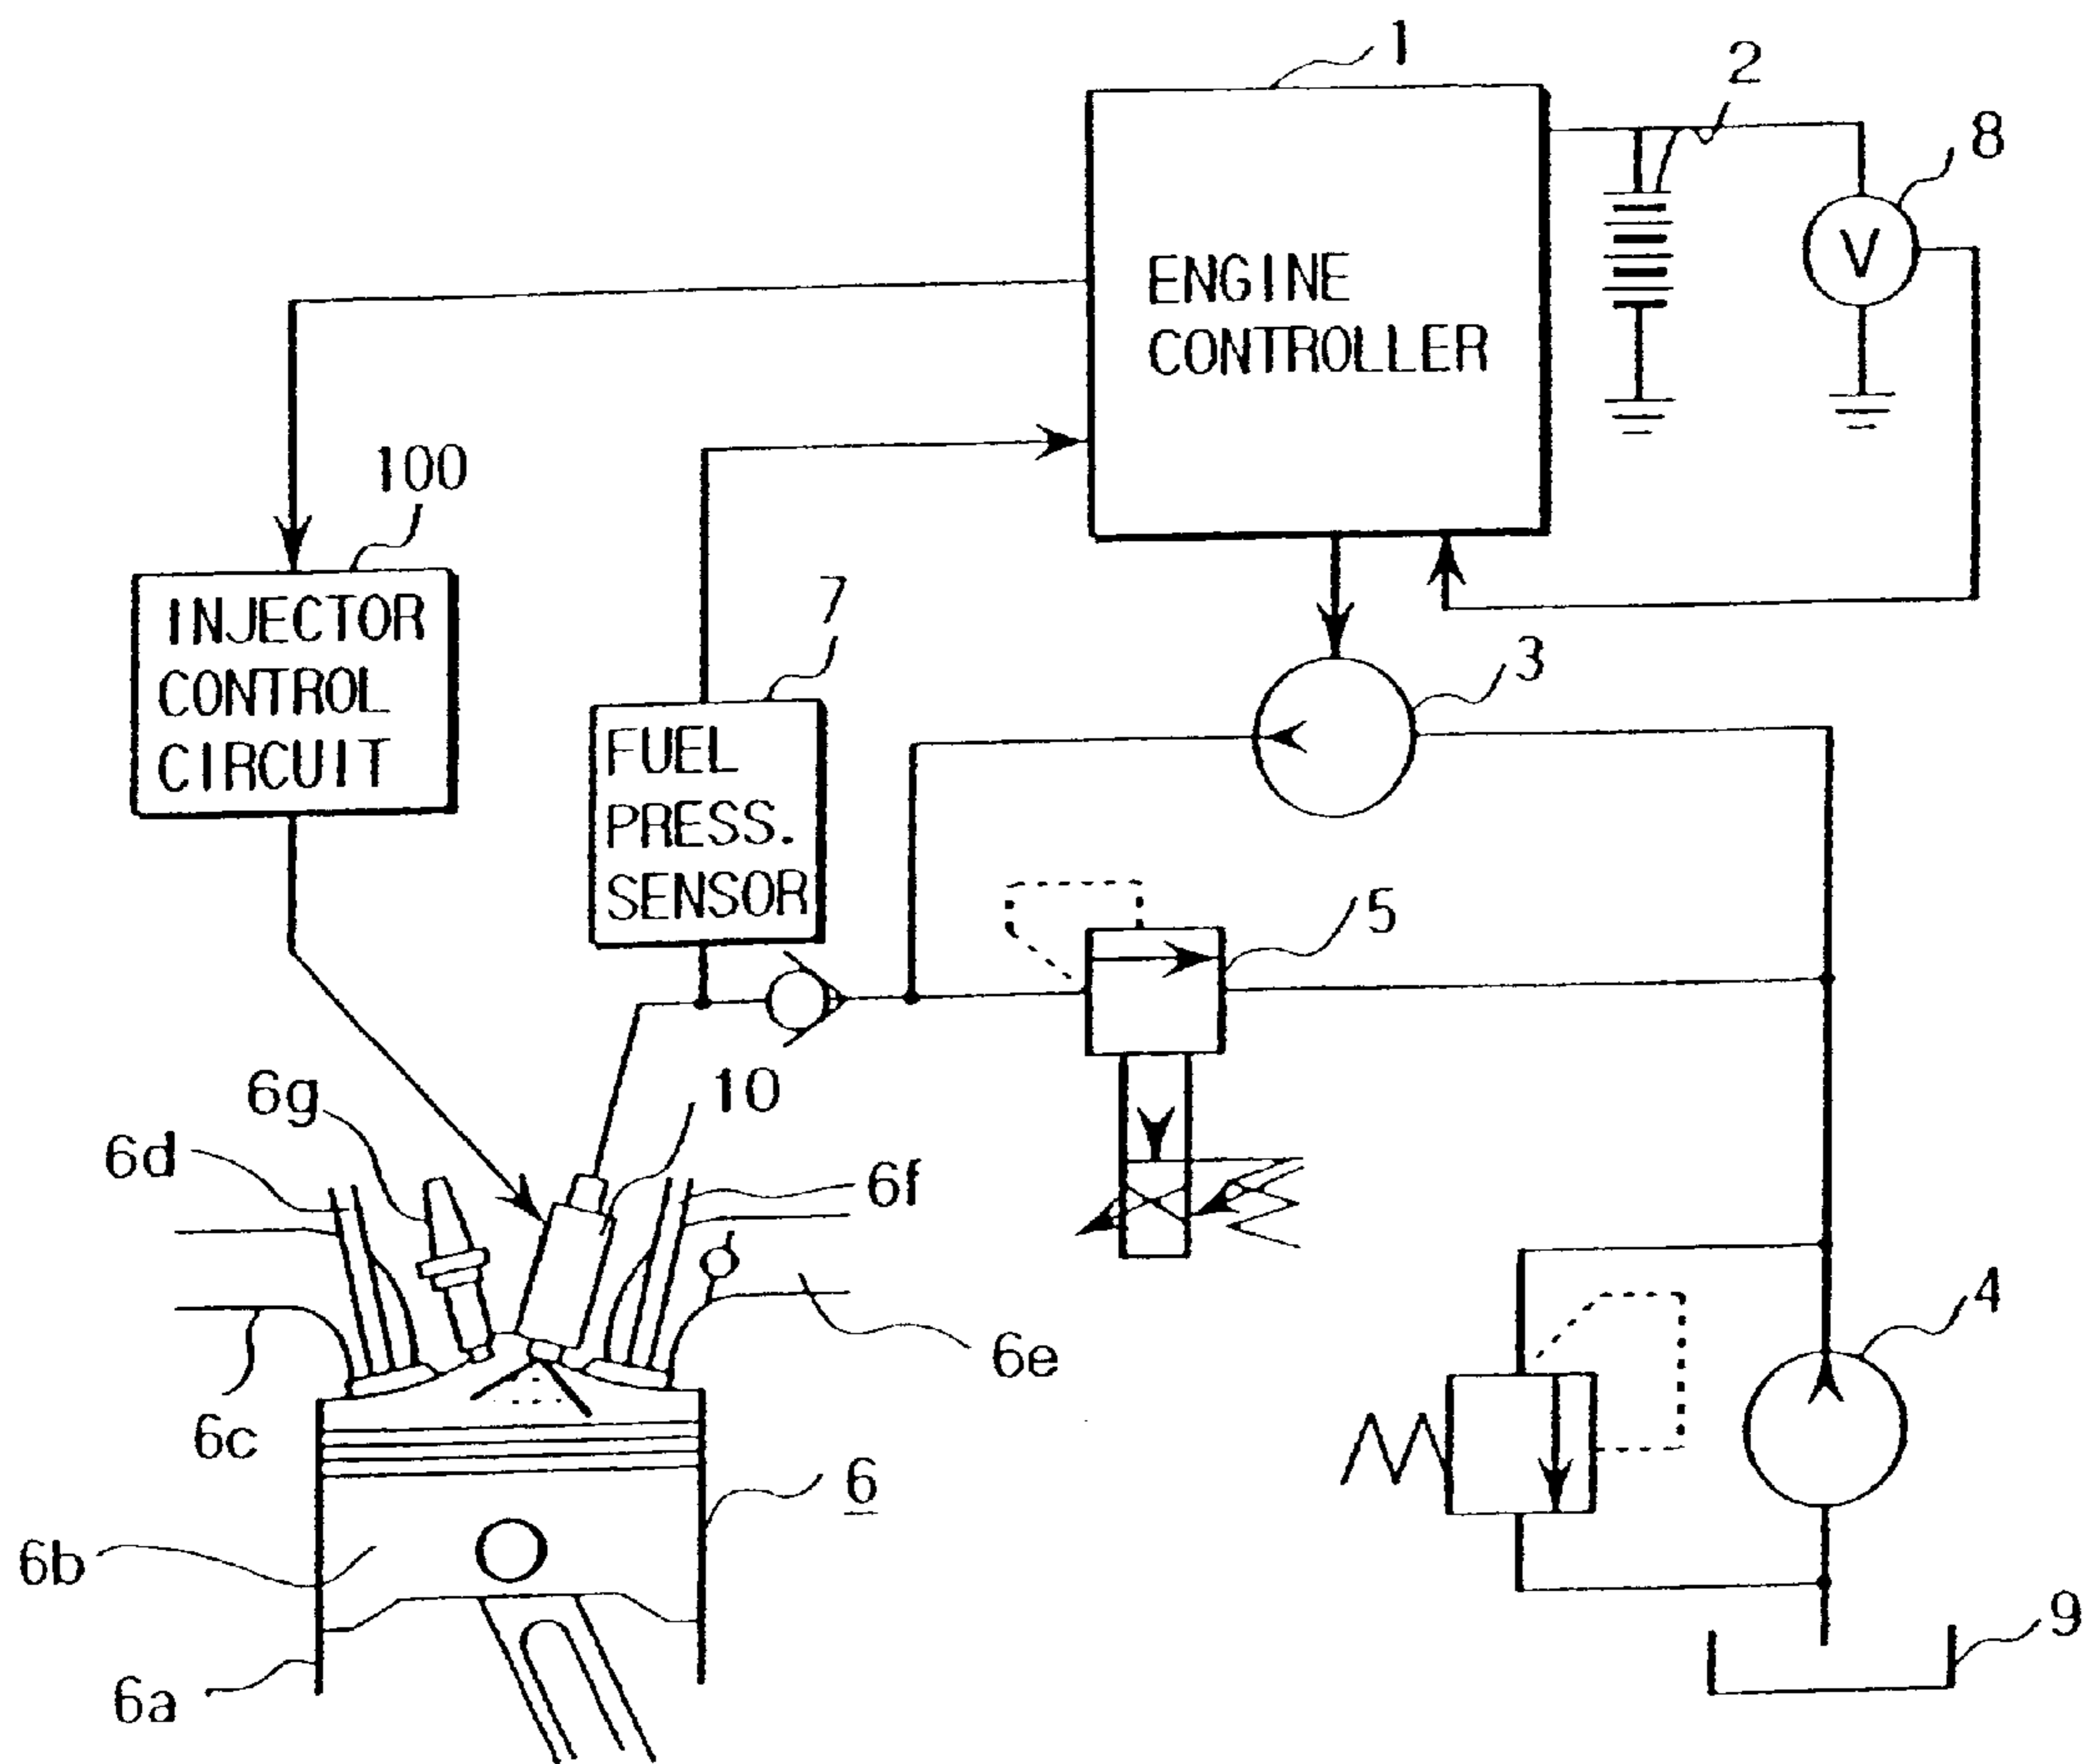 1
2
8
ENGINE
CONTROLLER
V
100
INJECTOR
CONTROL
CIRCUIT
7
FUEL
PRESS.
SENSOR
3
5
10
6g
6d
6f
6e
4
6c
6
6b
6a
9